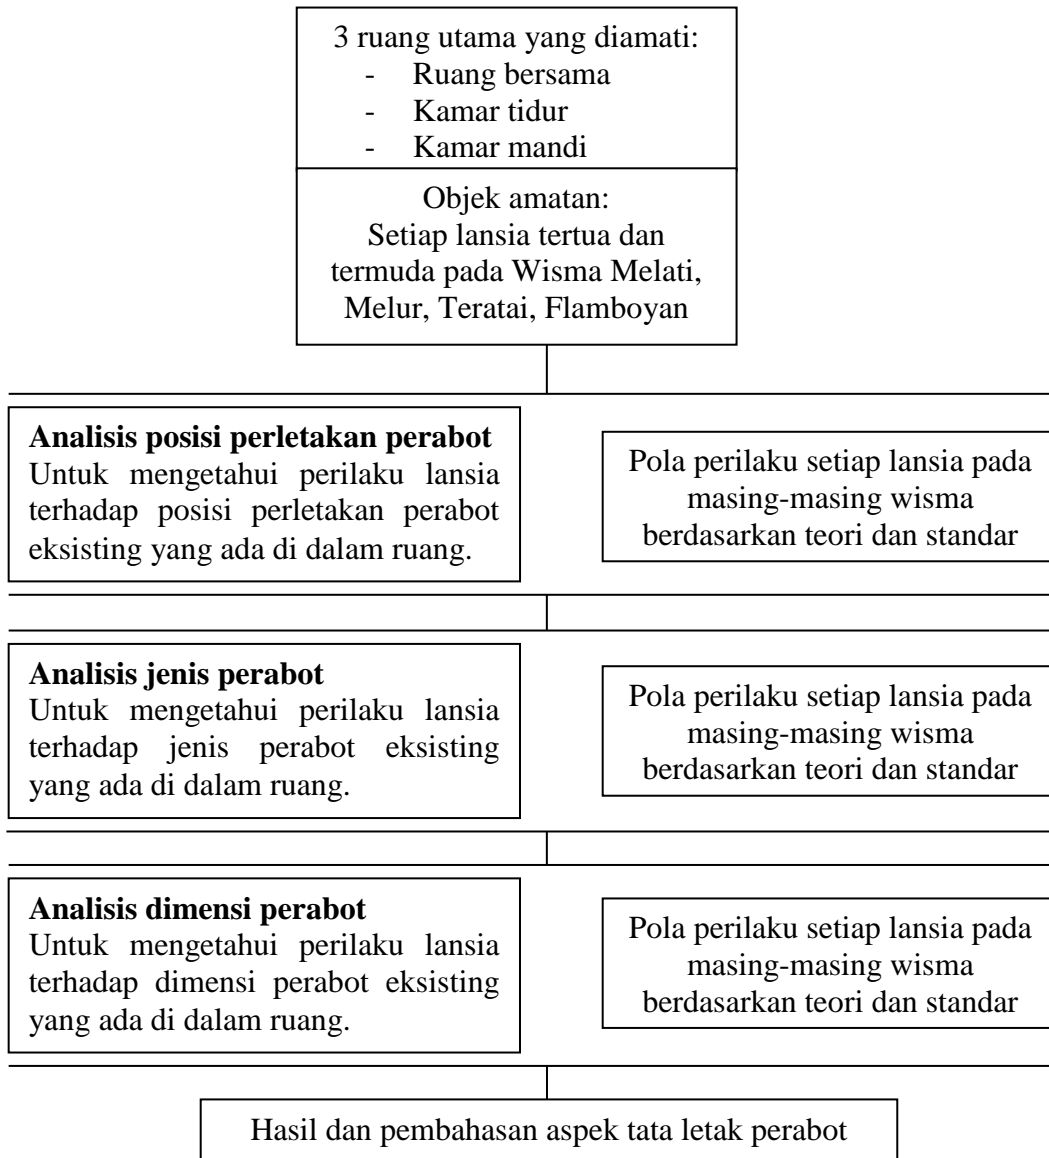 3 ruang utama yang diamati:
- Ruang bersama
- Kamar tidur
- Kamar mandi
Objek amatan:
Setiap lansia tertua dan
termuda pada Wisma Melati,
Melur, Teratai, Flamboyan
Analisis posisi perletakan perabot
Untuk mengetahui perilaku lansia
terhadap posisi perletakan perabot
eksisting yang ada di dalam ruang.
Pola perilaku setiap lansia pada
masing-masing wisma
berdasarkan teori dan standar
Analisis jenis perabot
Untuk mengetahui perilaku lansia
terhadap jenis perabot eksisting
yang ada di dalam ruang.
Pola perilaku setiap lansia pada
masing-masing wisma
berdasarkan teori dan standar
Analisis dimensi perabot
Untuk mengetahui perilaku lansia
terhadap dimensi perabot eksisting
yang ada di dalam ruang.
Pola perilaku setiap lansia pada
masing-masing wisma
berdasarkan teori dan standar
Hasil dan pembahasan aspek tata letak perabot